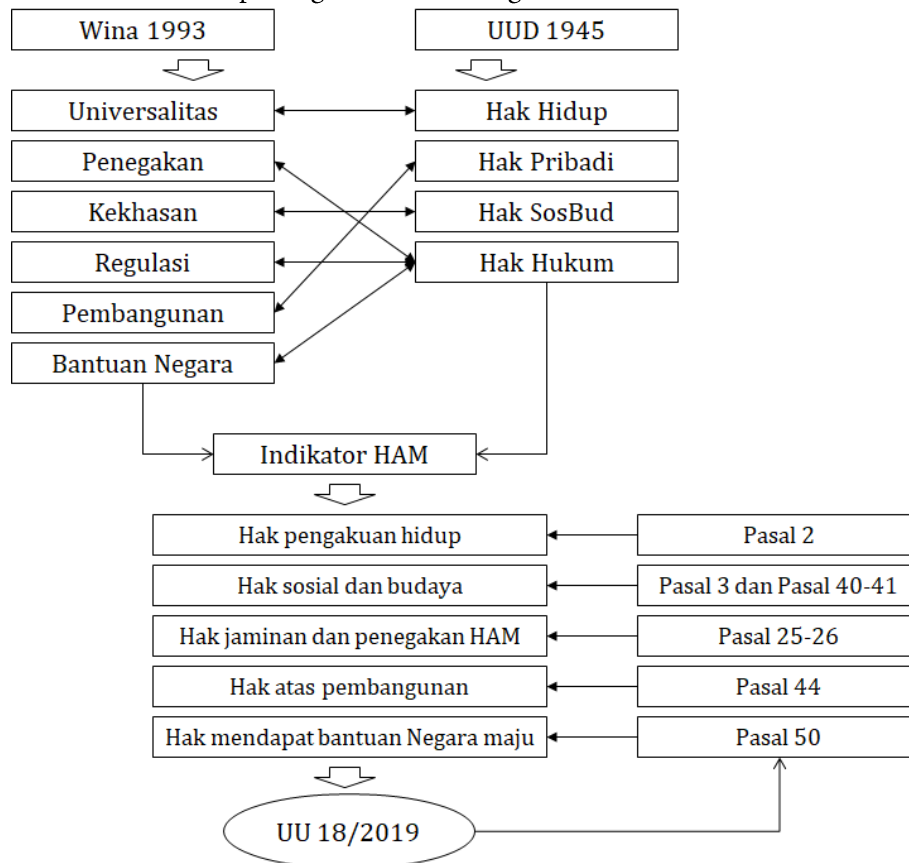 Wina 1993
UUD 1945
Universalitas
Hak Hidup
Penegakan
Hak Pribadi
Kekhasan
Hak SosBud
Regulasi
Hak Hukum
Pembangunan
Bantuan Negara
Indikator HAM
Hak pengakuan hidup
Pasal 2
Hak sosial dan budaya
Pasal 3 dan Pasal 40-41
Hak jaminan dan penegakan HAM
Pasal 25-26
Hak atas pembangunan
Pasal 44
Hak mendapat bantuan Negara maju
Pasal 50
UU 18/2019